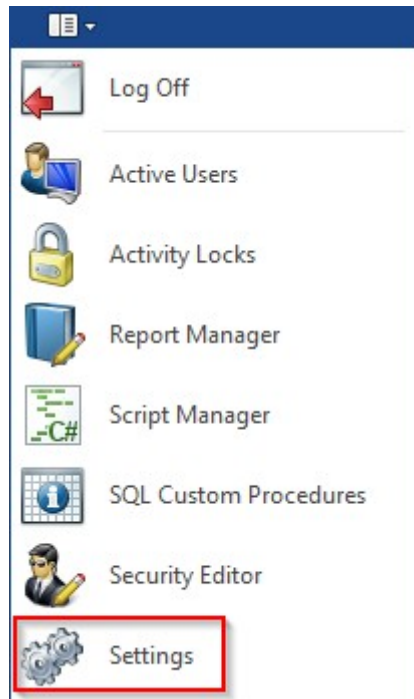 Log Off
Active Users
Activity Locks
Report Manager
C#
Script Manager
SQL Custom Procedures
Security Editor
Settings